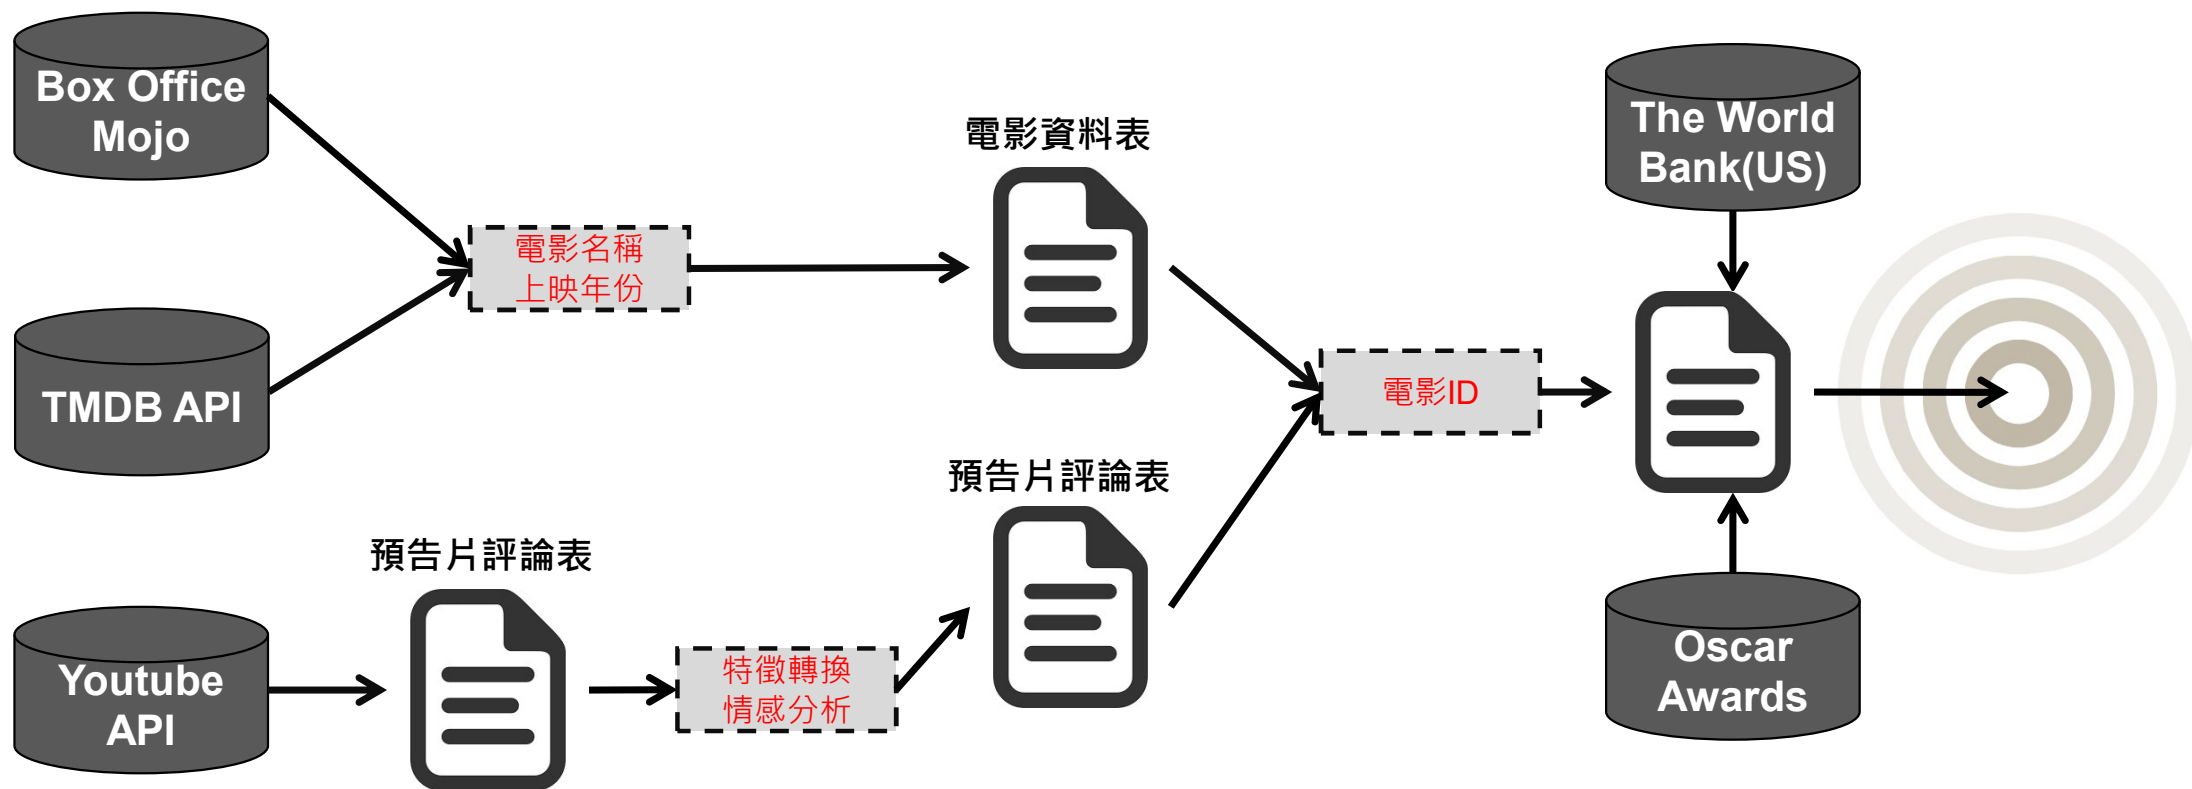 Box Office
Mojo
TMDB API
電影名稱
上映年份
電影資料表
Youtube
API
預告片評論表
特徵轉換
情感分析
預告片評論表
電影ID
The World
Bank(US)
Oscar
Awards